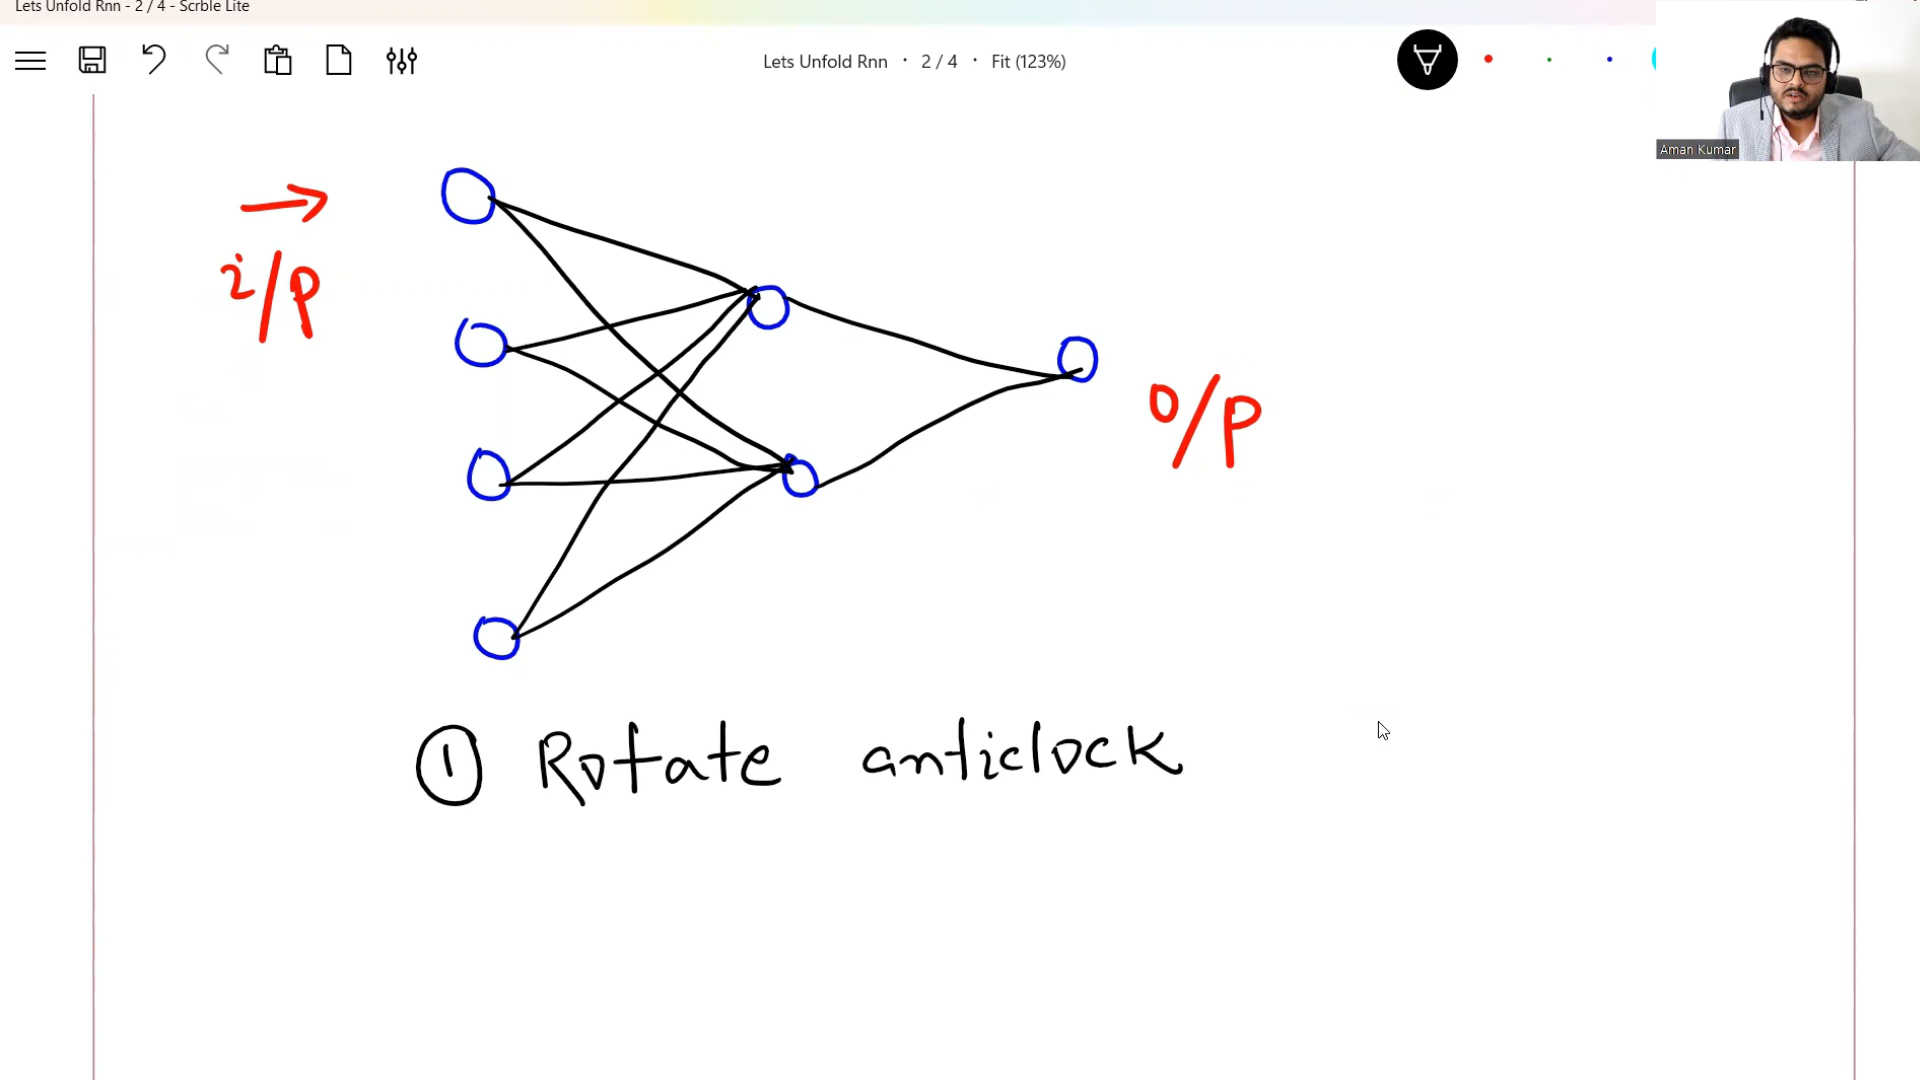 Lets Unfold Rnn - 2 / 4 - Scrble Lite
Lets Unfold Rnn · 2 / 4 · Fit (123%)
Aman Kumar
i/p
O/P
① Rotate anticlock